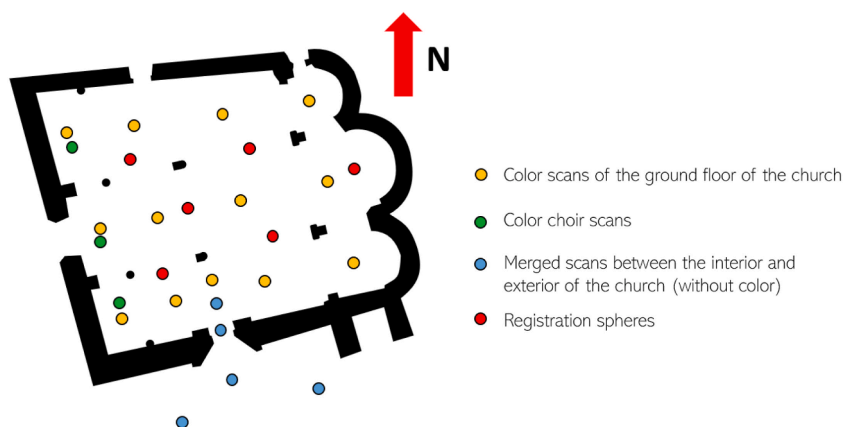 N
Color scans of the ground floor of the church
Color choir scans
Merged scans between the interior and
exterior of the church (without color)
Registration spheres